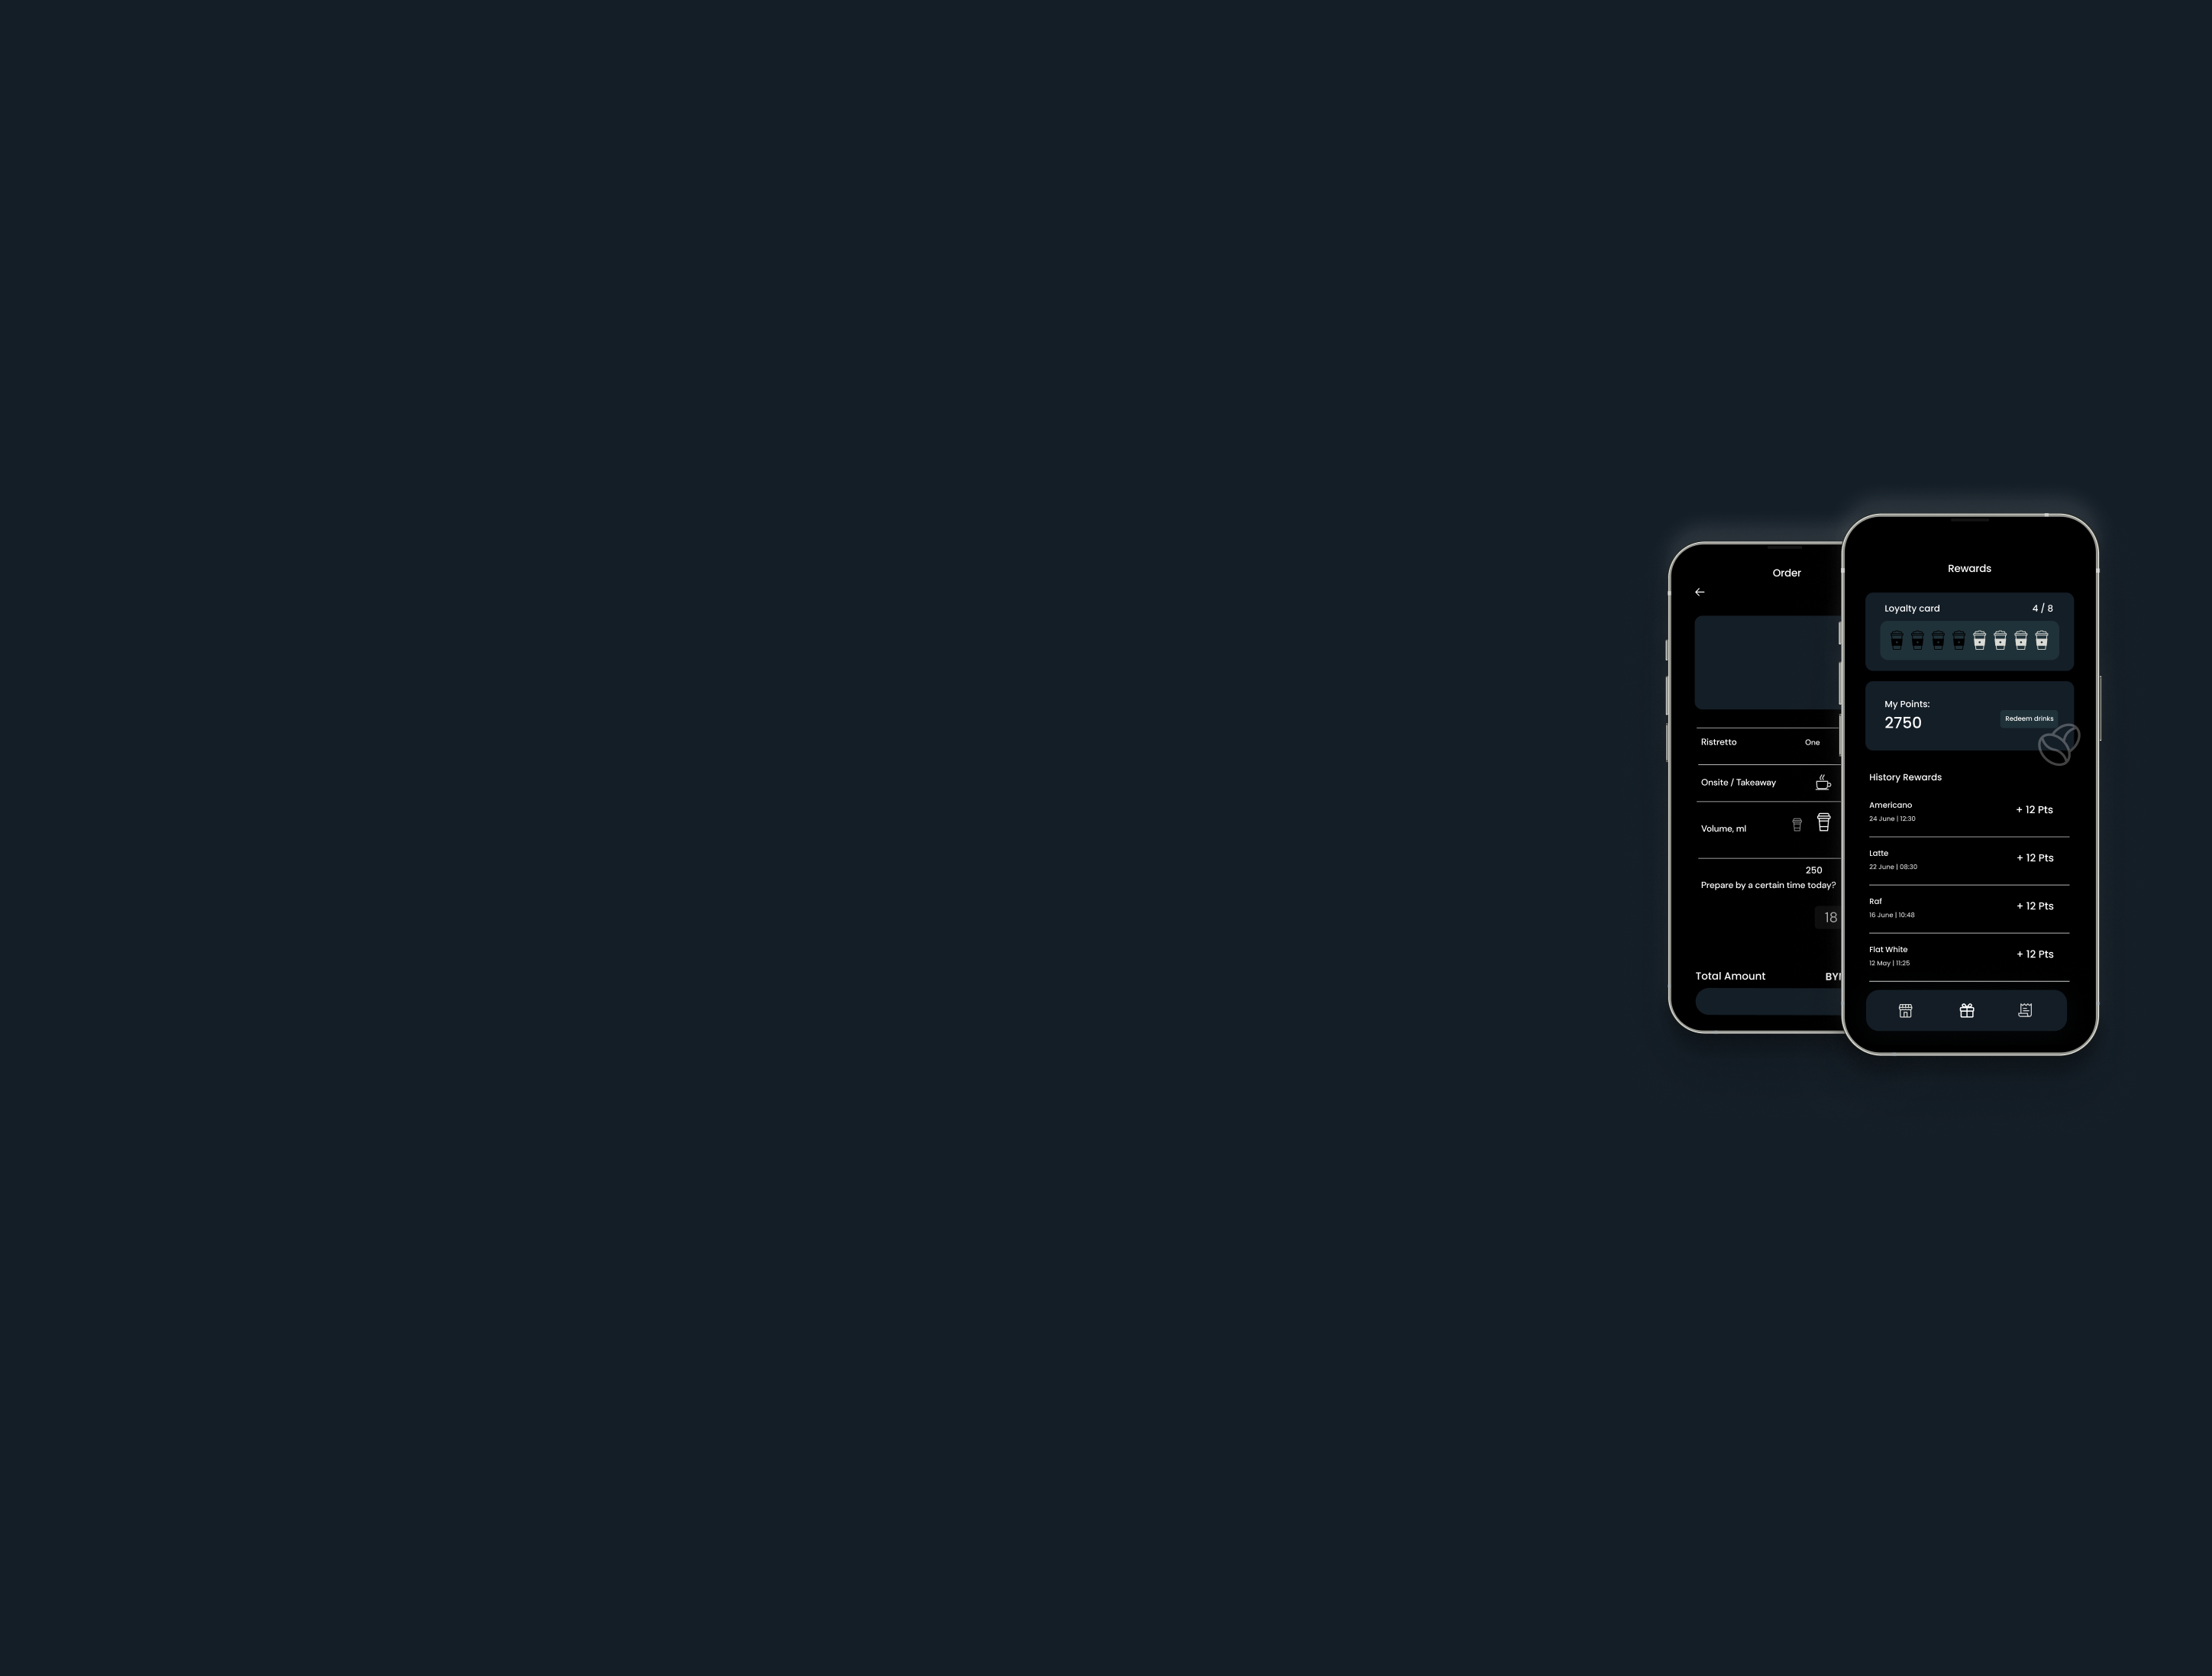 Order
Ristretto One
Onsite / Takeaway
Volume, ml
250
Prepare by a certain time today?
18
Total Amount
Rewards
Loyalty card 4 / 8
My Points:
2750
Redeem drinks
History Rewards
Americano
+ 12 Pts
24 June | 12:30
Latte
+ 12 Pts
22 June | 08:30
Raf
+ 12 Pts
16 June | 10:48
Flat White
+ 12 Pts
12 May | 11:25